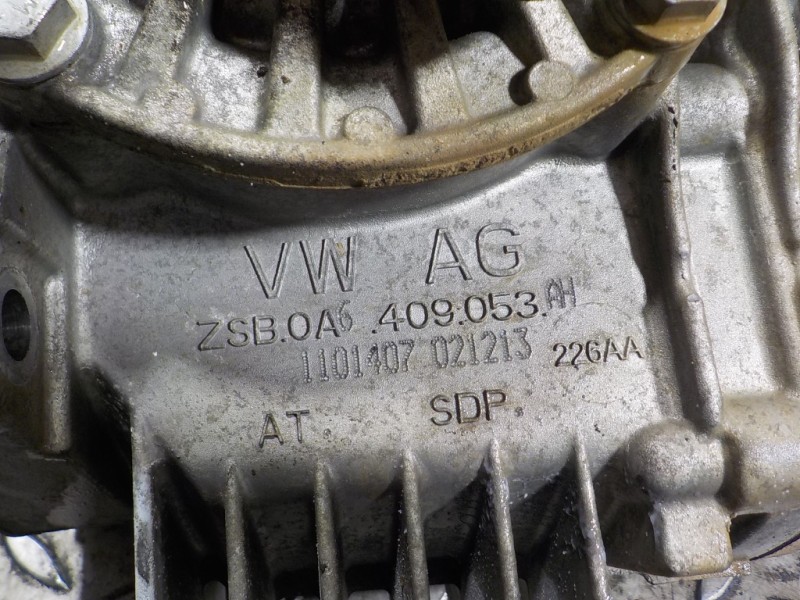 VW AG
ZSB.0A6.409.053.AH
1101407 021213 226AA
AT. SDP.